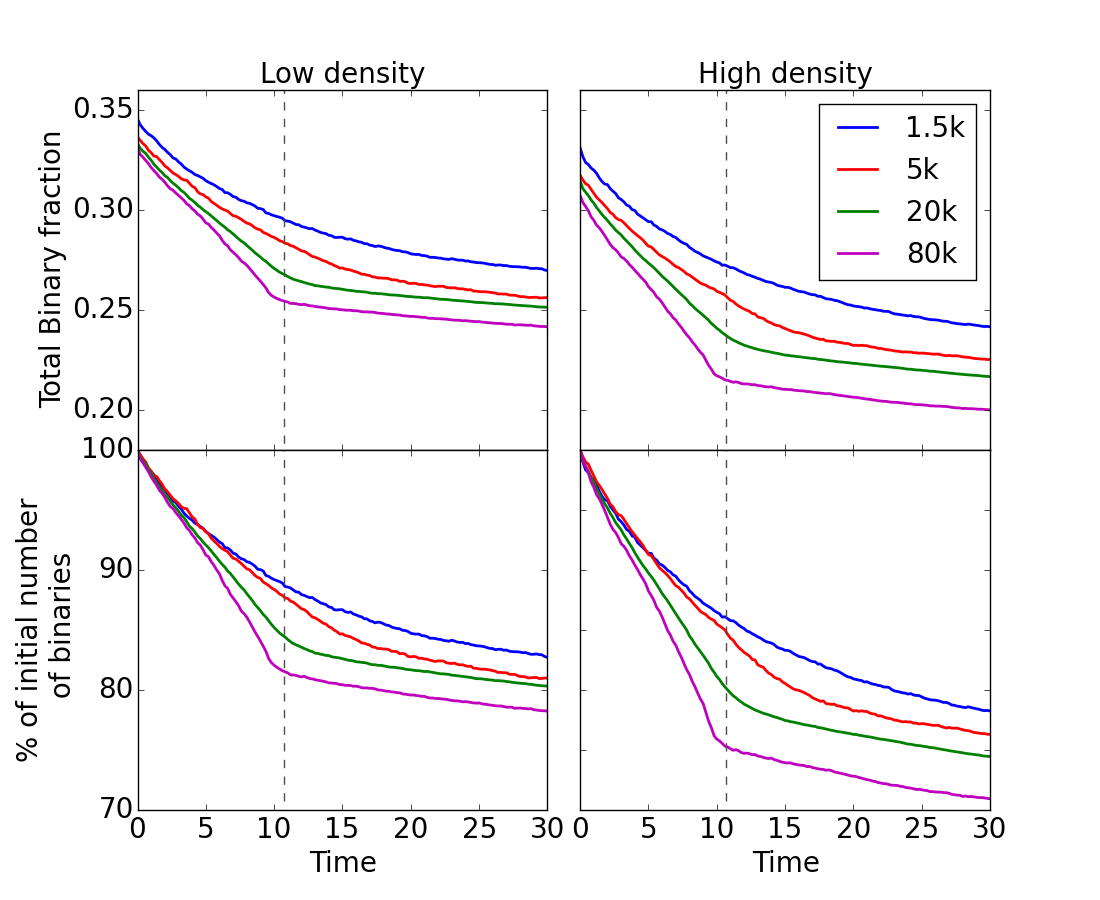 Low density
High density
Total Binary fraction
0.35
0.30
0.25
0.20
1.5k
5k
20k
80k
% of initial number
of binaries
100
90
80
70
0 5 10 15 20 25 30
0 5 10 15 20 25 30
Time
Time